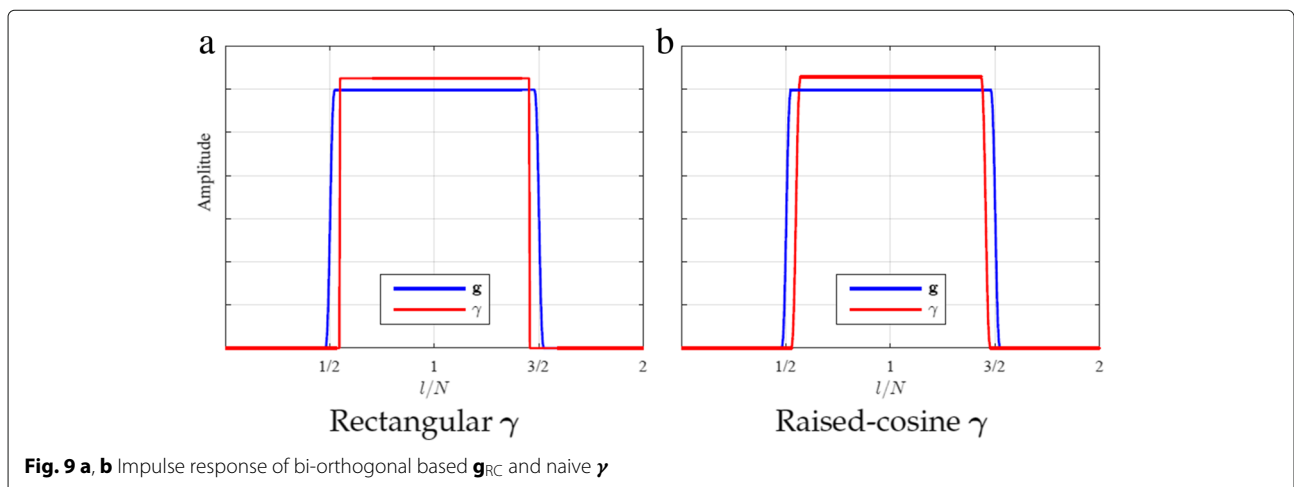 a
b
Amplitude
g
γ
g
γ
1/2 1 3/2 2
1/2 1 3/2 2
l/N
l/N
Rectangular γ
Raised-cosine γ
Fig. 9 a, b Impulse response of bi-orthogonal based gRC and naive γ